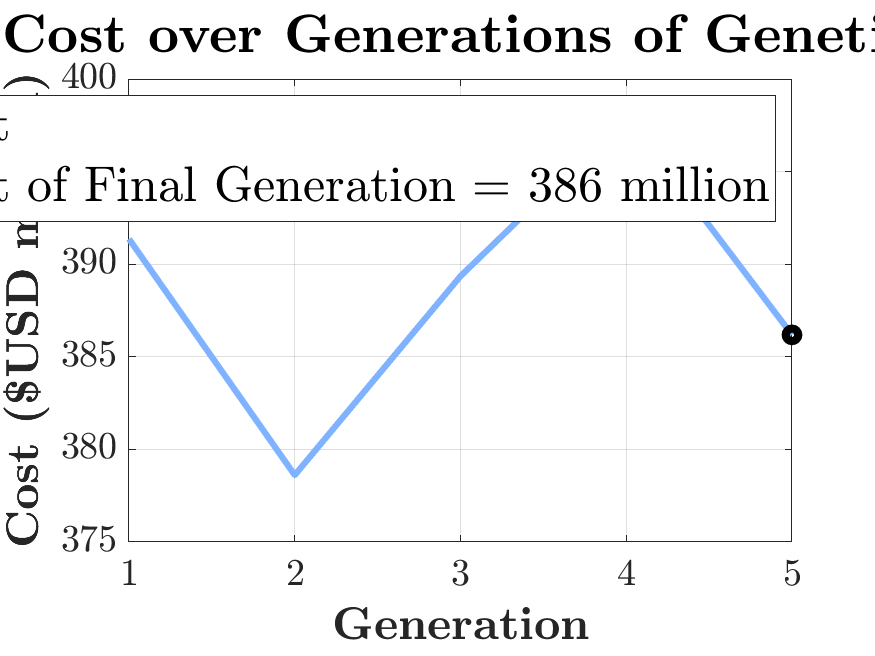 Cost over Generations of Geneti
400
t
t of Final Generation = 386 million
390
385
380
375
1 2 3 4 5
Generation
Cost ($USD m